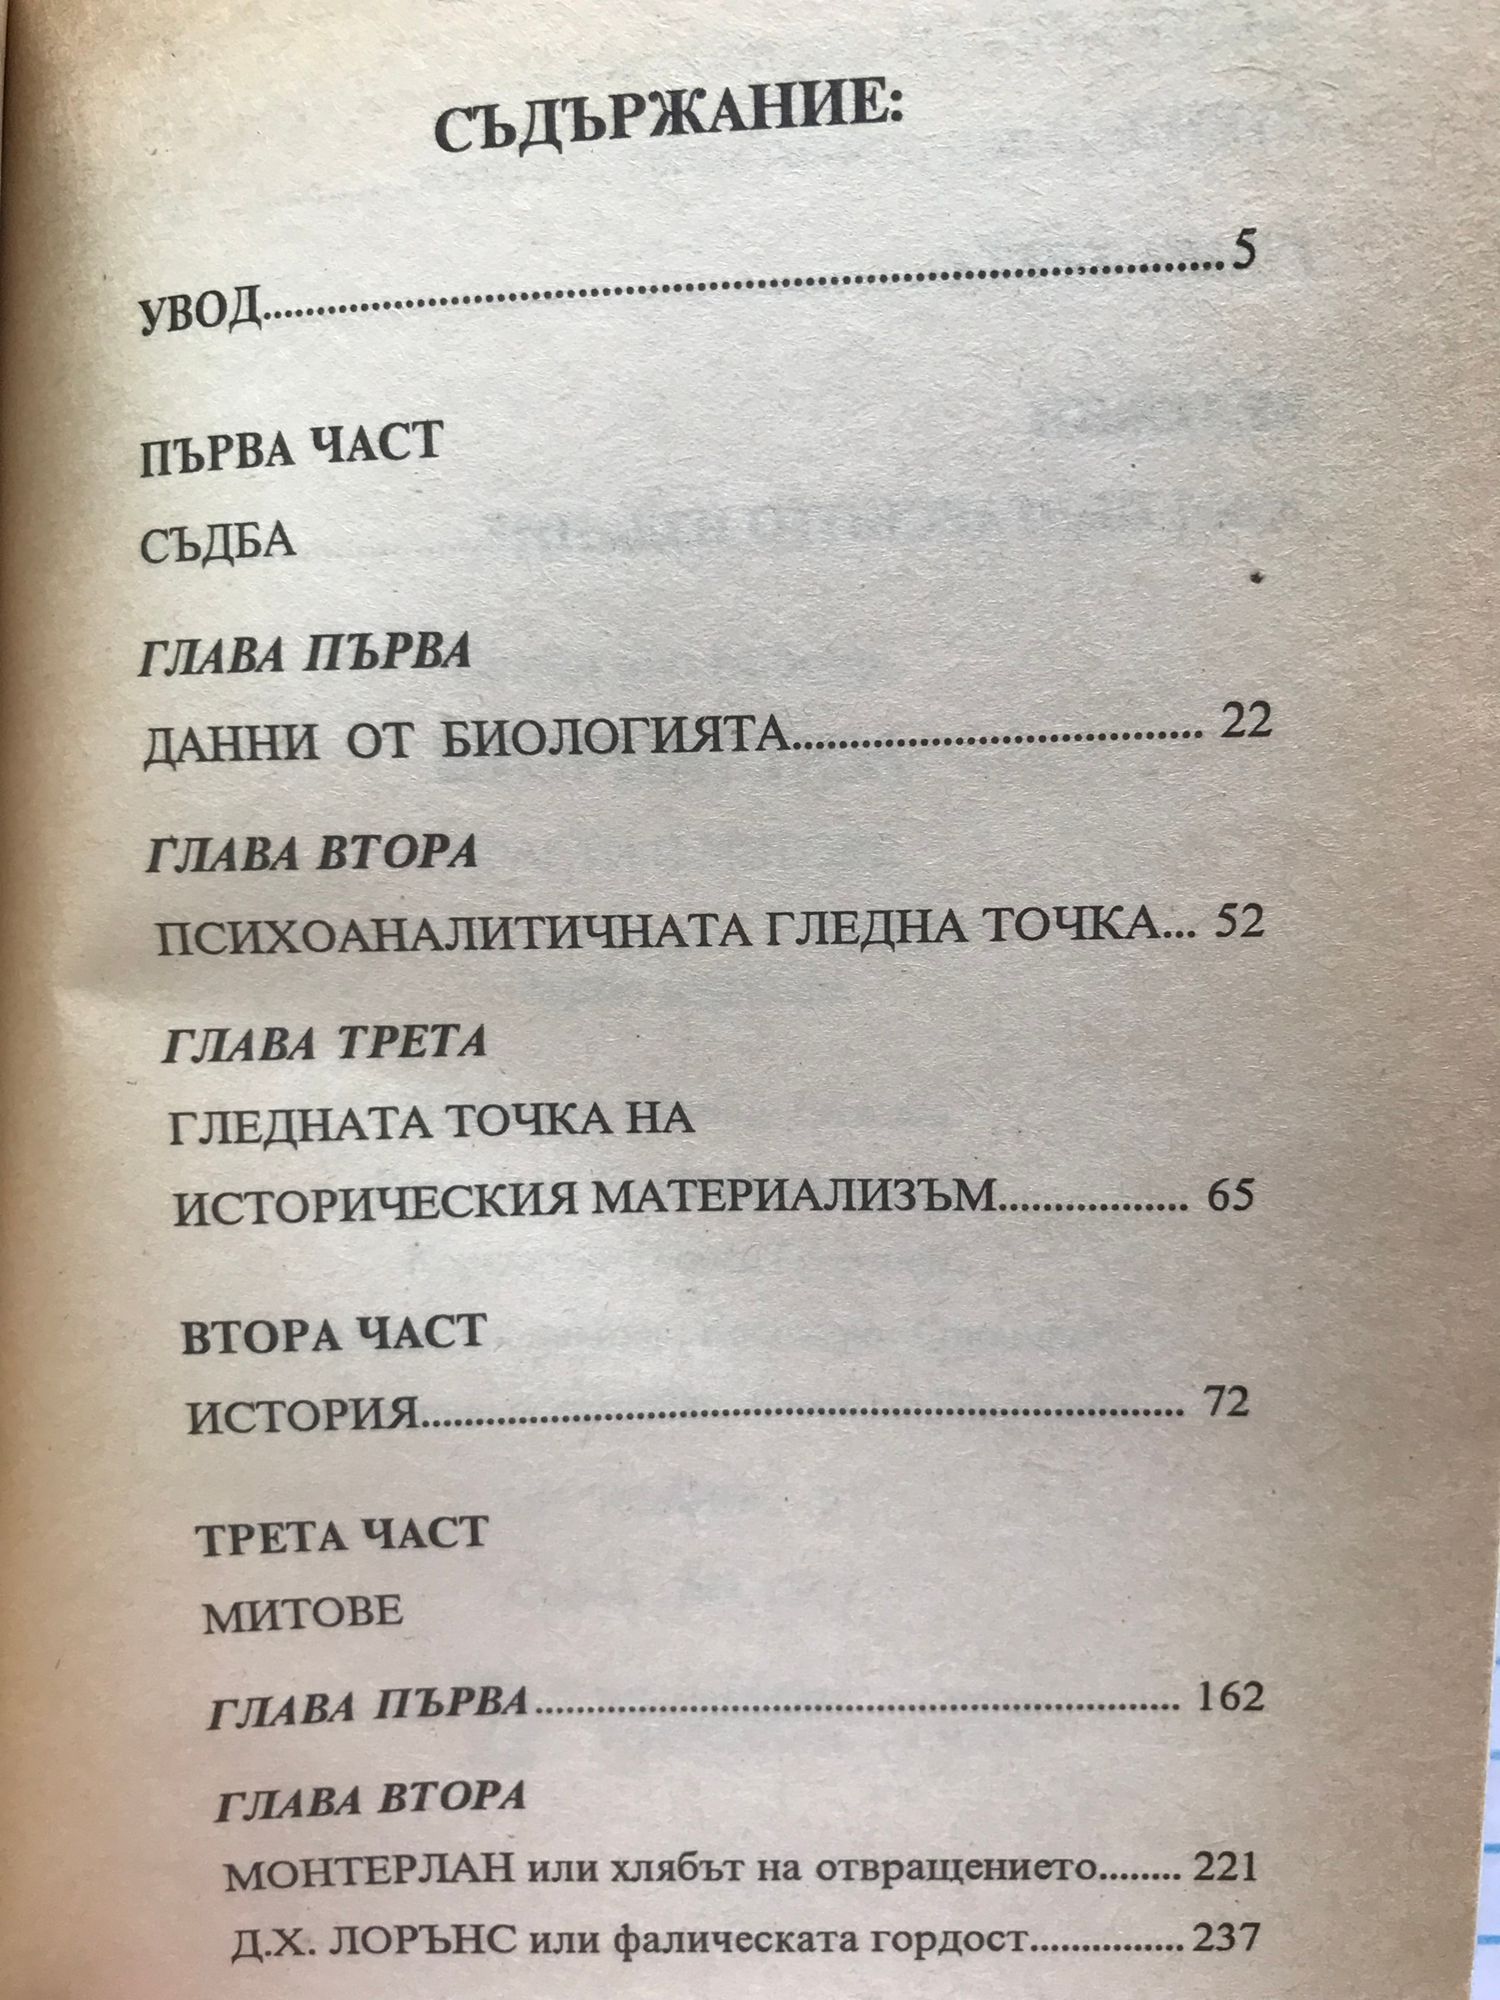 СЪДЪРЖАНИЕ:
УВОД..........................................................................5
ПЪРВА ЧАСТ
СЪДБА
ГЛАВА ПЪРВА
ДАННИ ОТ БИОЛОГИЯТА.................................... 22
ГЛАВА ВТОРА
ПСИХОАНАЛИТИЧНАТА ГЛЕДНА ТОЧКА... 52
ГЛАВА ТРЕТА
ГЛЕДНАТА ТОЧКА НА
ИСТОРИЧЕСКИЯ МАТЕРИАЛИЗЪМ.................. 65
ВТОРА ЧАСТ
ИСТОРИЯ.................................................................. 72
ТРЕТА ЧАСТ
МИТОВЕ
ГЛАВА ПЪРВА........................................................ 162
ГЛАВА ВТОРА
МОНТЕРЛАН или хлябът на отвращението........ 221
Д.Х. ЛОРЪНС или фалическата гордост...............237